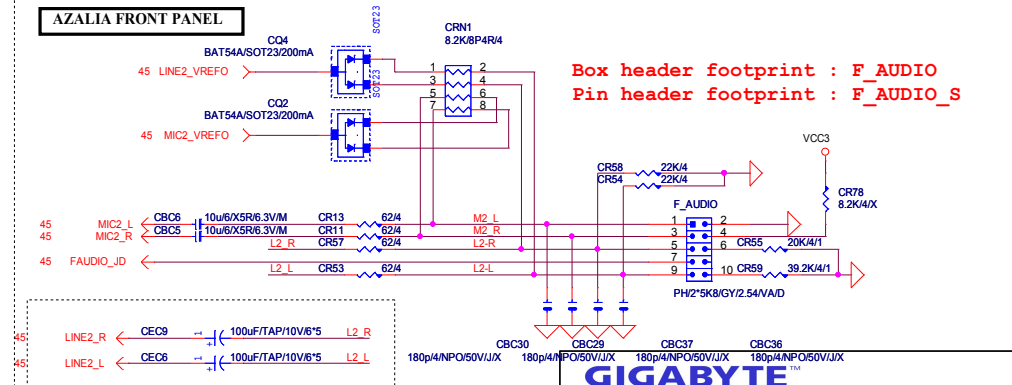 AZALIA FRONT PANEL
SOT23
CQ4
BAT54A/SOT23/200mA
CRN1
8.2K/8P4R/4
45 LINE2_VREFO
1 2
3 4
5 6
7 8
SOT23
Box header footprint : F_AUDIO
Pin header footprint : F_AUDIO_S
CQ2
BAT54A/SOT23/200mA
45 MIC2_VREFO
VCC3
CR58 22K/4
CR54 22K/4
CR78
8.2K/4/X
F_AUDIO
45 MIC2_L CBC6 10u/6/X5R/6.3V/M CR13 62/4 M2_L 1 2
45 MIC2_R CBC5 10u/6/X5R/6.3V/M CR11 62/4 M2_R 3 4
L2_R CR57 62/4 L2-R 5 6 CR55 20K/4/1
45 FAUDIO_JD 7
L2_L CR53 62/4 L2-L 9 10 CR59 39.2K/4/1
PH/2*5K8/GY/2.54/VA/D
45 LINE2_R CEC9 1 + 100uF/TAP/10V/6*5 L2_R
45 LINE2_L CEC6 1 + 100uF/TAP/10V/6*5 L2_L
CBC30 CBC29 CBC37 CBC36
180p/4/NPO/50V/J/X 180p/4/NPO/50V/J/X 180p/4/NPO/50V/J/X 180p/4/NPO/50V/J/X
GIGABYTE™